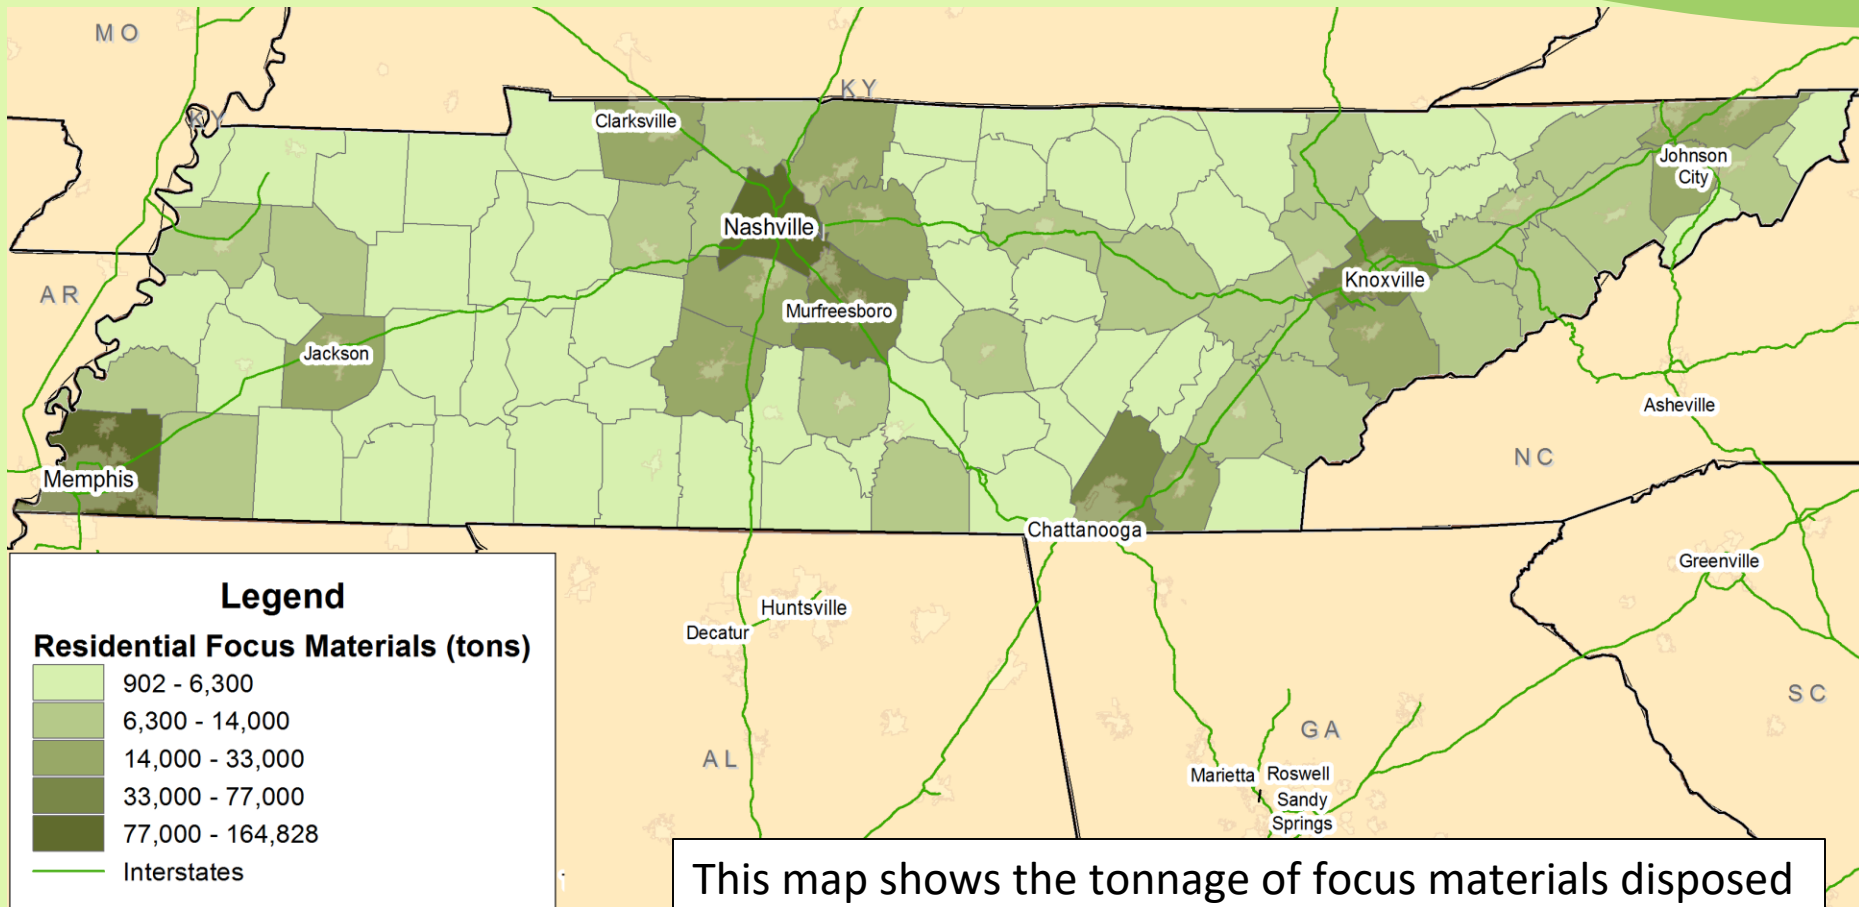 MO
KY
KY
Clarksville
Johnson
City
Nashville
Knoxville
AR
Murfreesboro
Jackson
Asheville
NC
Memphis
Chattanooga
Greenville
Huntsville
Decatur
SC
GA
AL
Marietta
Roswell
Sandy
Springs
Legend
Residential Focus Materials (tons)
902 - 6,300
6,300 - 14,000
14,000 - 33,000
33,000 - 77,000
77,000 - 164,828
Interstates
This map shows the tonnage of focus materials disposed